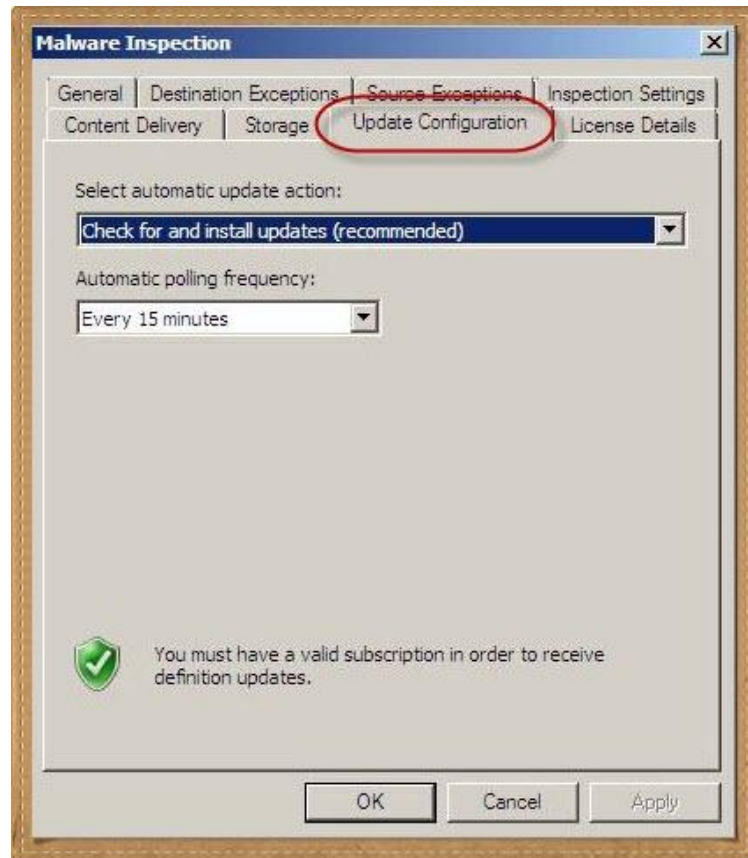 Malware Inspection
General Destination Exceptions Source Exceptions Inspection Settings
Content Delivery Storage Update Configuration License Details
Select automatic update action:
Check for and install updates (recommended)
Automatic polling frequency:
Every 15 minutes
You must have a valid subscription in order to receive
definition updates.
OK Cancel Apply